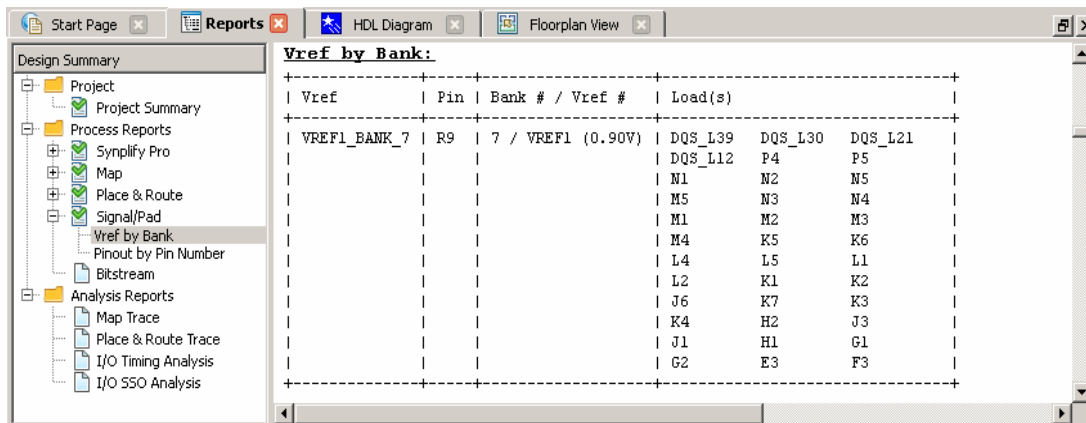 Start Page Reports HDL Diagram Floorplan View
Design Summary
Project
Project Summary
Process Reports
Synplify Pro
Map
Place & Route
Signal/Pad
Vref by Bank
Pinout by Pin Number
Bitstream
Analysis Reports
Map Trace
Place & Route Trace
I/O Timing Analysis
I/O SSO Analysis
Vref by Bank:
+---------------+-----+--------------------+----------------------------------+
| Vref | Pin | Bank # / Vref # | Load(s) |
+---------------+-----+--------------------+----------------------------------+
| VREF1_BANK_7 | R9 | 7 / VREF1 (0.90V) | DQS_L39 DQS_L30 DQS_L21 |
| | | | DQS_L12 P4 P5 |
| | | | N1 N2 N5 |
| | | | M5 N3 N4 |
| | | | M1 M2 M3 |
| | | | M4 K5 K6 |
| | | | L4 L5 L1 |
| | | | L2 K1 K2 |
| | | | J6 K7 K3 |
| | | | K4 H2 J3 |
| | | | J1 H1 G1 |
| | | | G2 E3 F3 |
+---------------+-----+--------------------+----------------------------------+